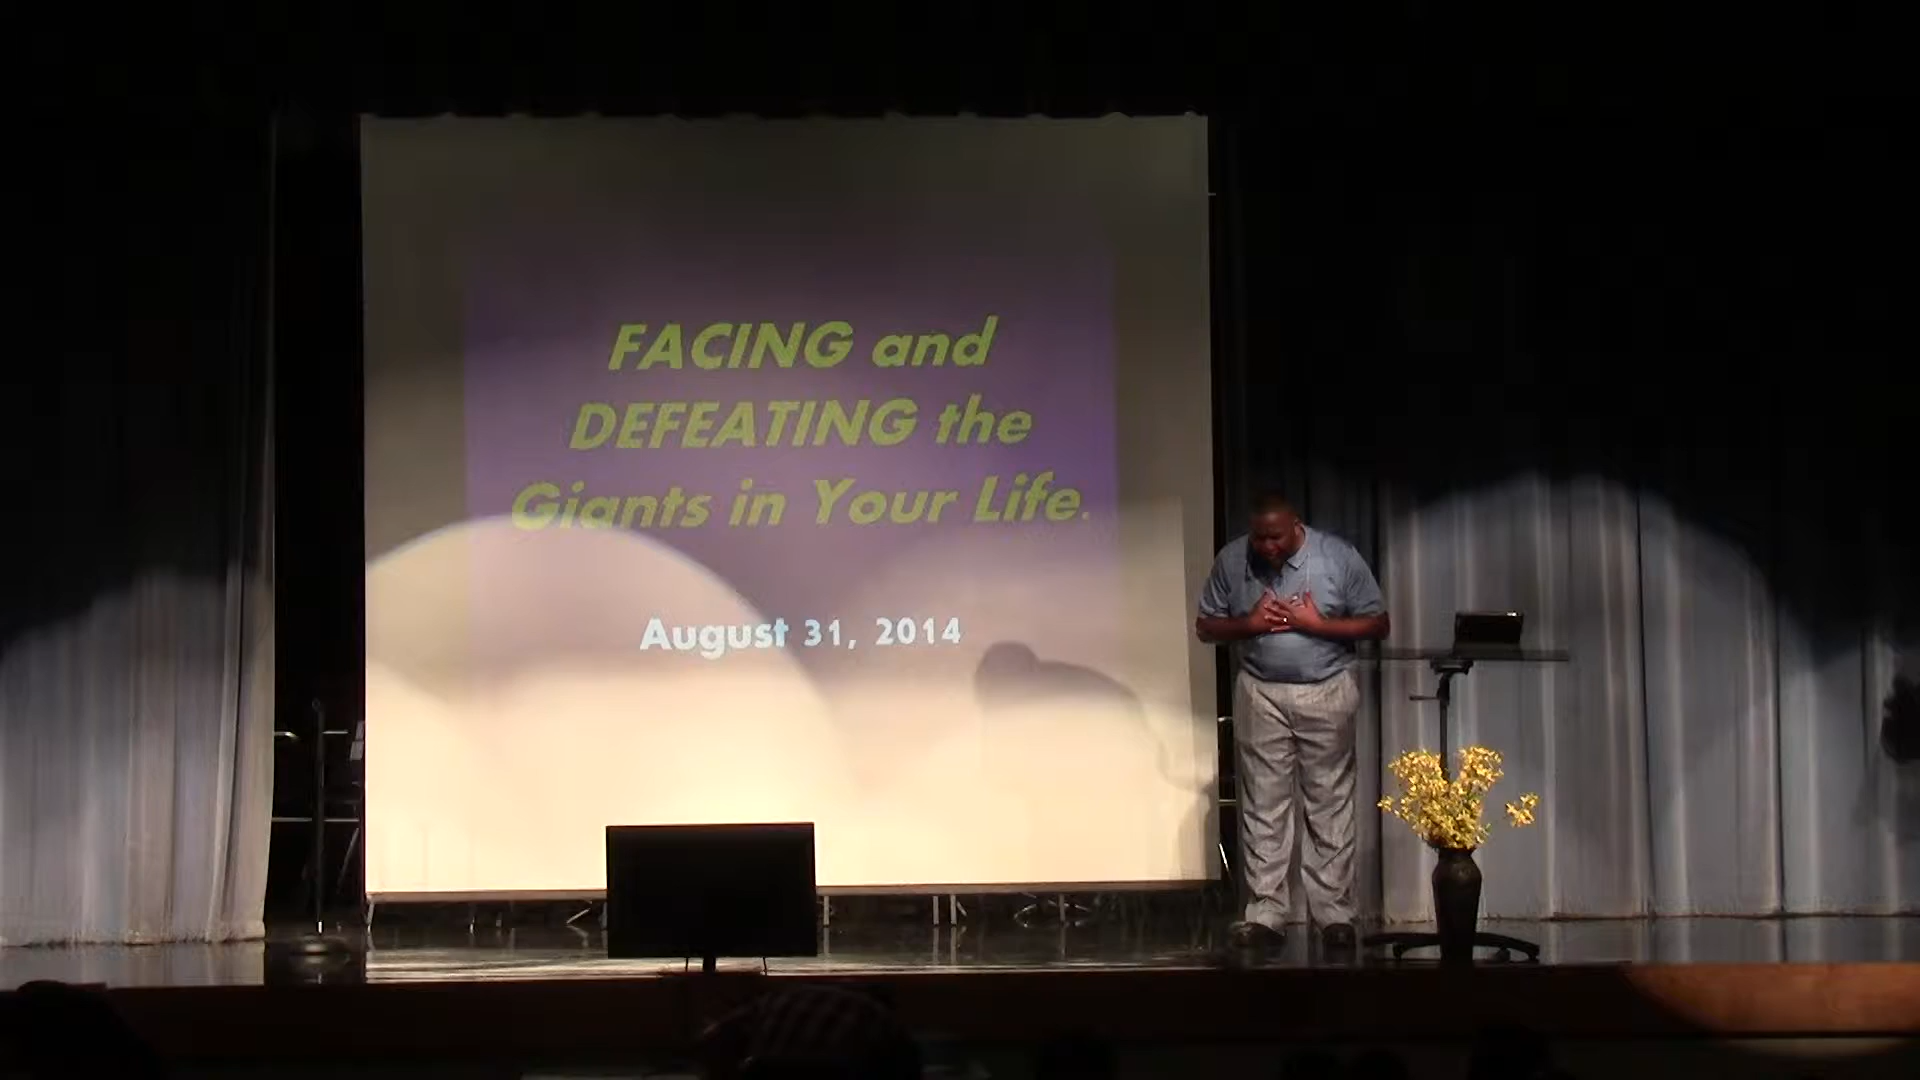 FACING and
DEFEATING the
Giants in Your Life.
August 31, 2014